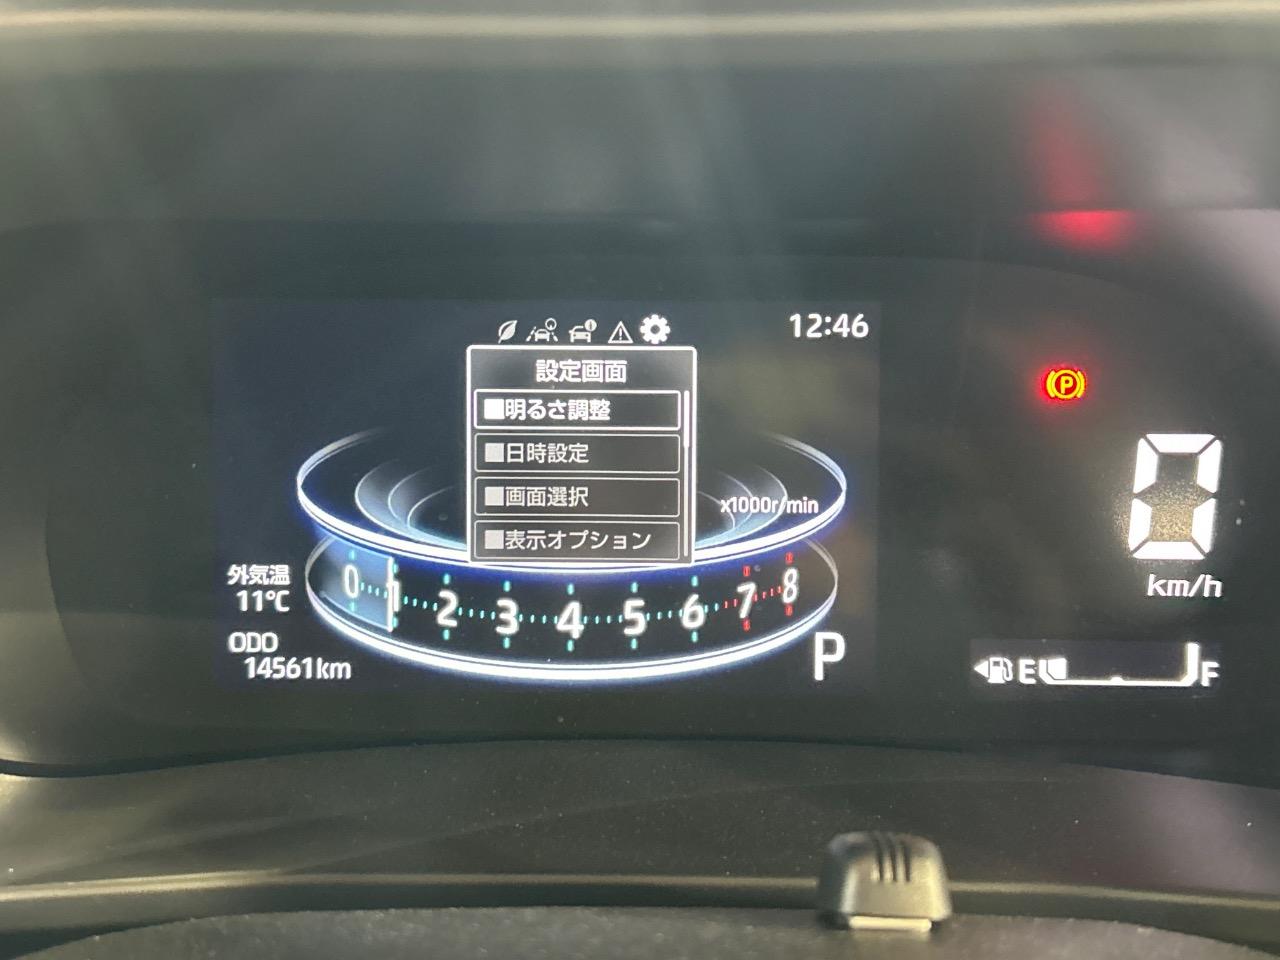 12:46
設定画面
■明るさ調整
■日時設定
■画面選択
■表示オプション
x1000r/min
P
0
km/h
外気温
11℃
0 1 2 3 4 5 6 7 8
ODO
14561km
P
E F